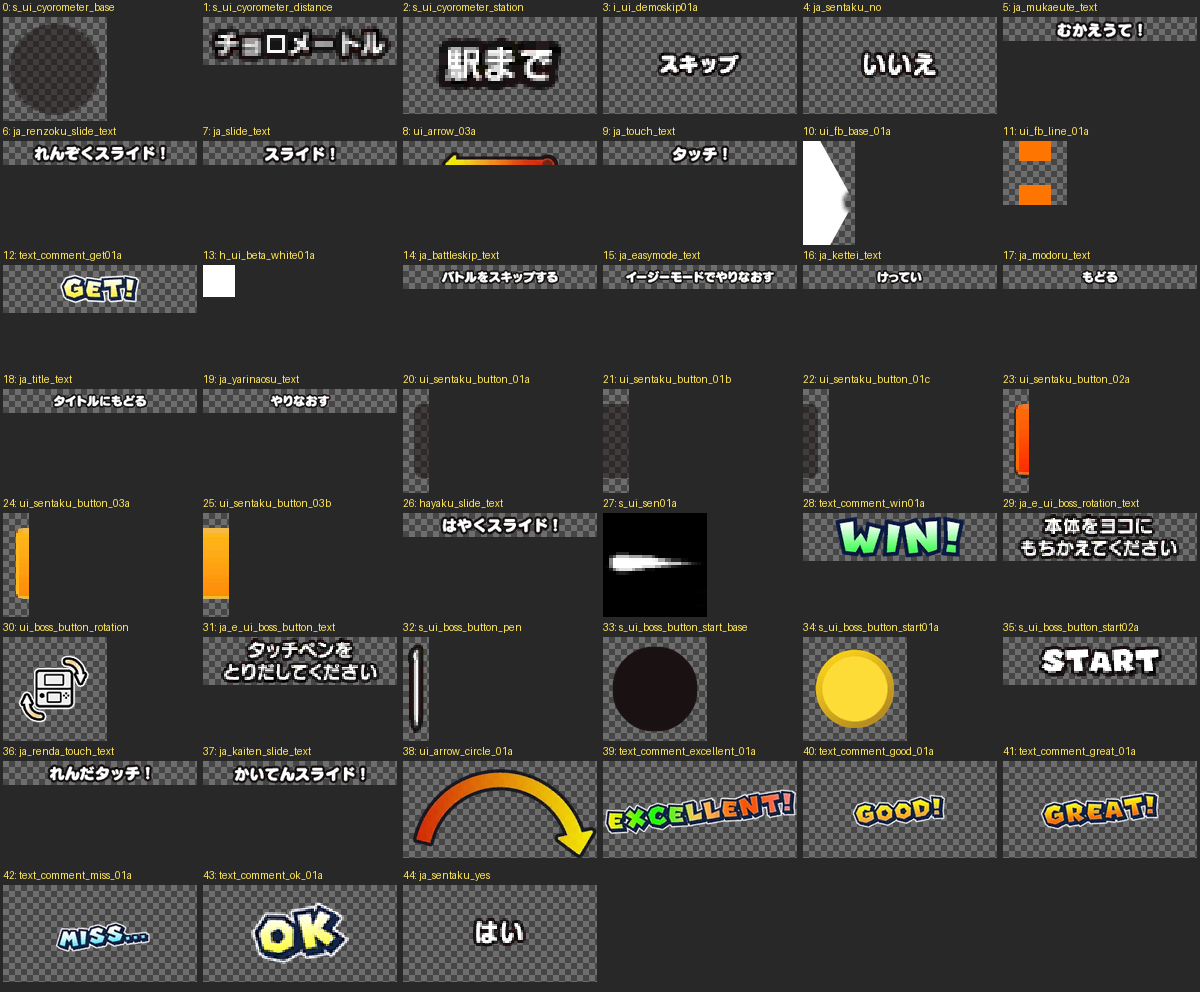 0: s_ui_cyorometer_base
1: s_ui_cyorometer_distance
2: s_ui_cyorometer_station
3: i_ui_demoskip01a
4: ja_sentaku_no
5: ja_mukaeute_text
チョロメートル
駅まで
スキップ
いいえ
むかえうて!
6: ja_renzoku_slide_text
7: ja_slide_text
8: ui_arrow_03a
9: ja_touch_text
10: ui_fb_base_01a
11: ui_fb_line_01a
れんぞくスライド!
スライド!
タッチ!
12: text_comment_get01a
13: h_ui_beta_white01a
14: ja_battleskip_text
15: ja_easymode_text
16: ja_kettei_text
17: ja_modoru_text
GET!
バトルをスキップする
イージーモードでやりなおす
けってい
もどる
18: ja_title_text
19: ja_yarinaosu_text
20: ui_sentaku_button_01a
21: ui_sentaku_button_01b
22: ui_sentaku_button_01c
23: ui_sentaku_button_02a
タイトルにもどる
やりなおす
24: ui_sentaku_button_03a
25: ui_sentaku_button_03b
26: hayaku_slide_text
27: s_ui_sen01a
28: text_comment_win01a
29: ja_e_ui_boss_rotation_text
はやくスライド!
WIN!
本体をヨコに
もちかえてください
30: ui_boss_button_rotation
31: ja_e_ui_boss_button_text
32: s_ui_boss_button_pen
33: s_ui_boss_button_start_base
34: s_ui_boss_button_start01a
35: s_ui_boss_button_start02a
タッチペンを
とりだしてください
START
36: ja_renda_touch_text
37: ja_kaiten_slide_text
38: ui_arrow_circle_01a
39: text_comment_excellent_01a
40: text_comment_good_01a
41: text_comment_great_01a
れんだタッチ!
かいてんスライド!
EXCELLENT!
GOOD!
GREAT!
42: text_comment_miss_01a
43: text_comment_ok_01a
44: ja_sentaku_yes
MISS...
OK
はい